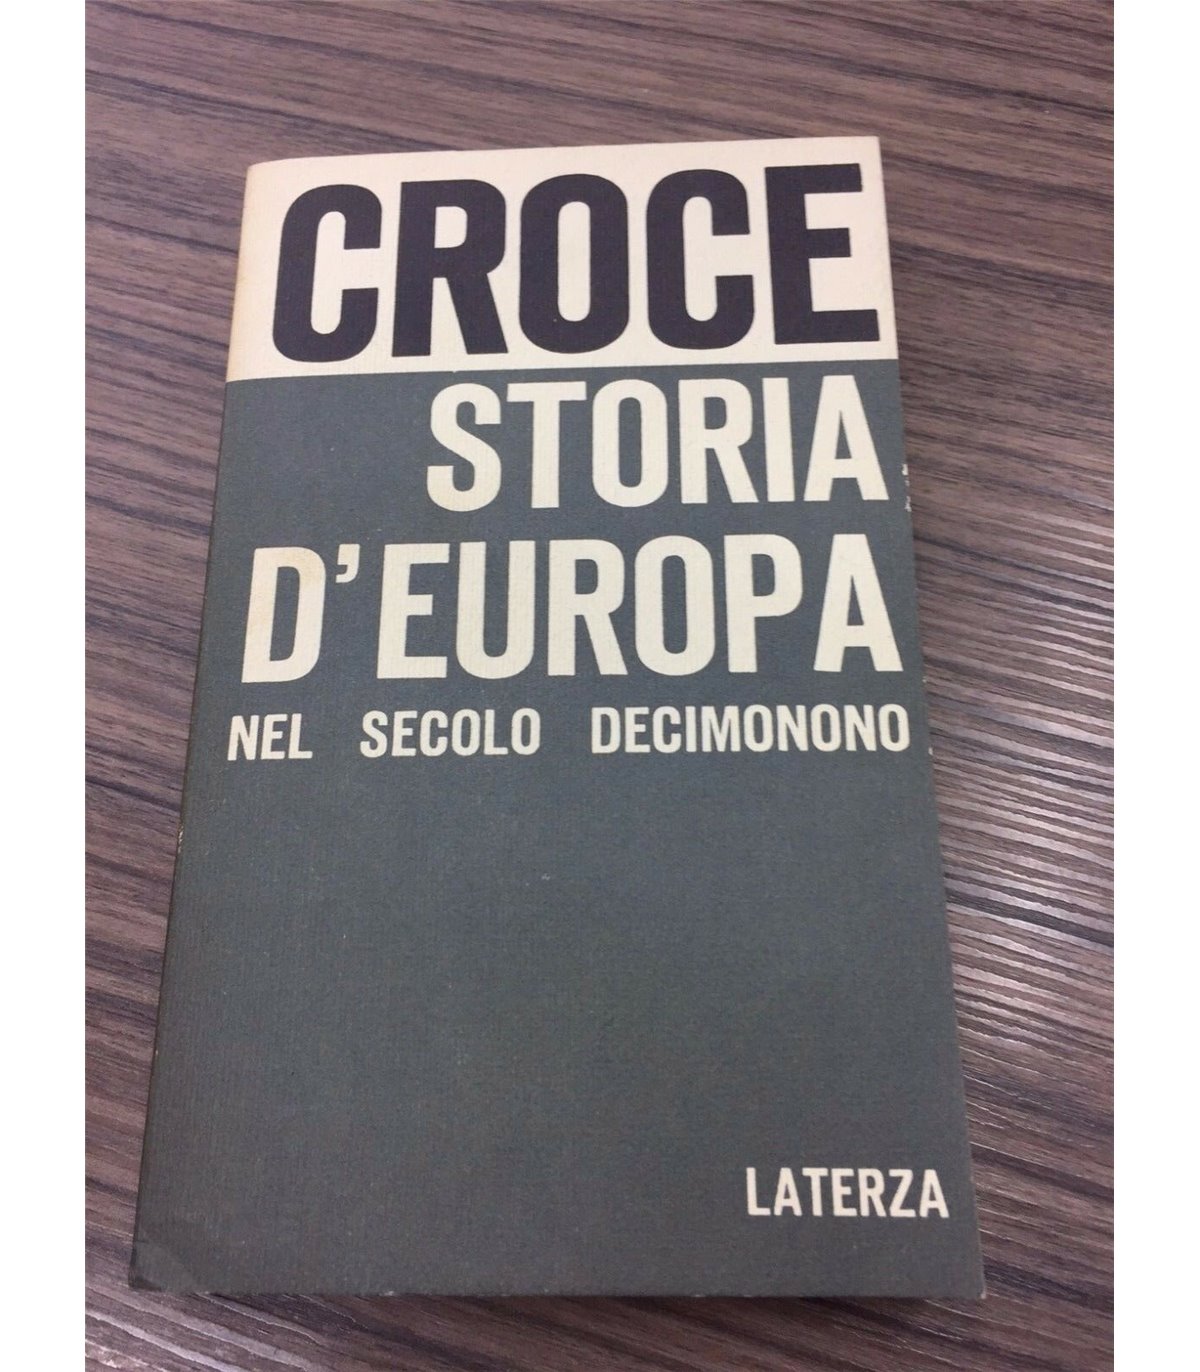 CROCE
STORIA
D'EUROPA
NEL SECOLO DECIMONONO
LATERZA